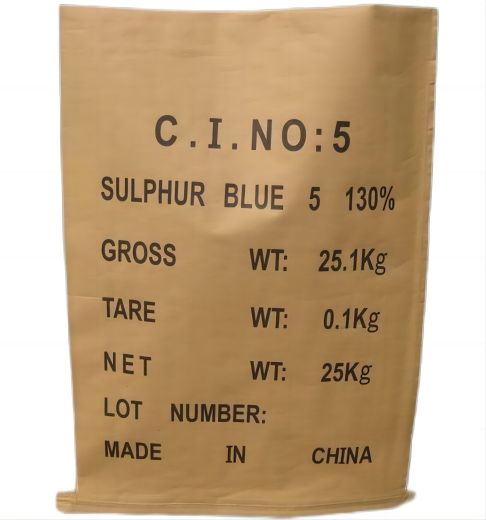 C.I.NO:5
SULPHUR BLUE 5 130%
GROSS WT: 25.1Kg
TARE WT: 0.1Kg
NET WT: 25Kg
LOT NUMBER:
MADE IN CHINA